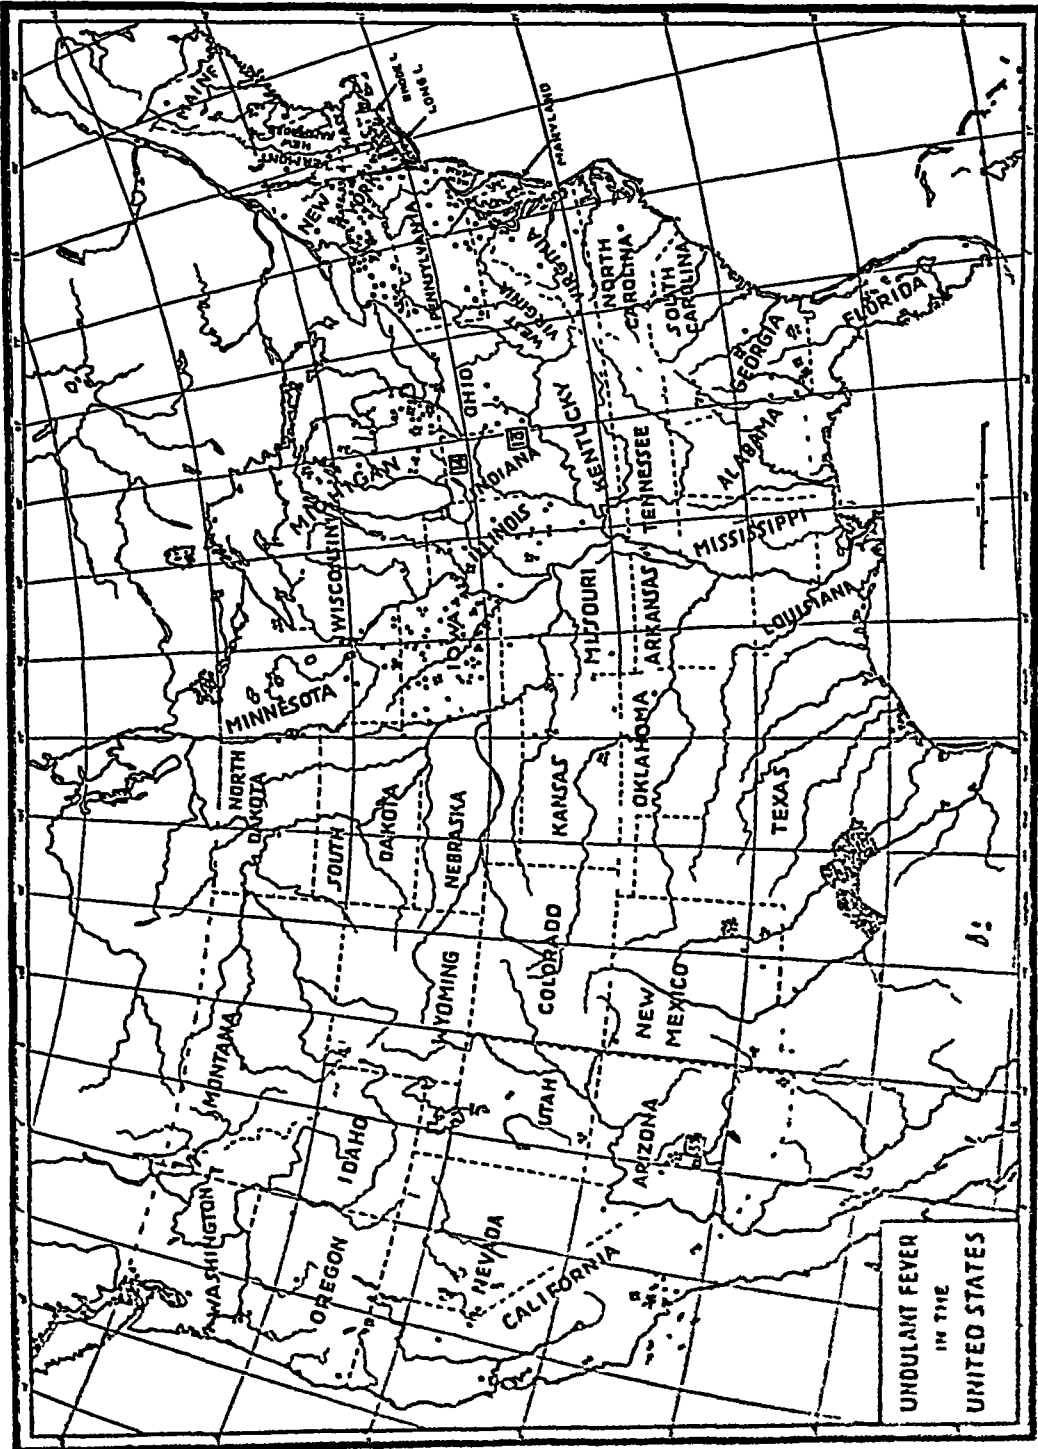 MAINE
VERMONT
NEW
HAMPSHIRE
MASS
RHODE I.
LONG I.
NEW
YORK
PENNSYLVANIA
MARYLAND
WEST
VIRGINIA
VIRGINIA
NORTH
CAROLINA
SOUTH
CAROLINA
GEORGIA
FLORIDA
OHIO
MICHIGAN
INDIANA
13
14
KENTUCKY
TENNESSEE
ALABAMA
MISSISSIPPI
WISCONSIN
ILLINOIS
IOWA
MINNESOTA
MISSOURI
ARKANSAS
LOUISIANA
NORTH
DAKOTA
SOUTH
DAKOTA
NEBRASKA
KANSAS
OKLAHOMA
TEXAS
MONTANA
WYOMING
COLORADO
NEW
MEXICO
IDAHO
UTAH
ARIZONA
WASHINGTON
OREGON
NEVADA
CALIFORNIA
UNDULANT FEVER
IN THE
UNITED STATES